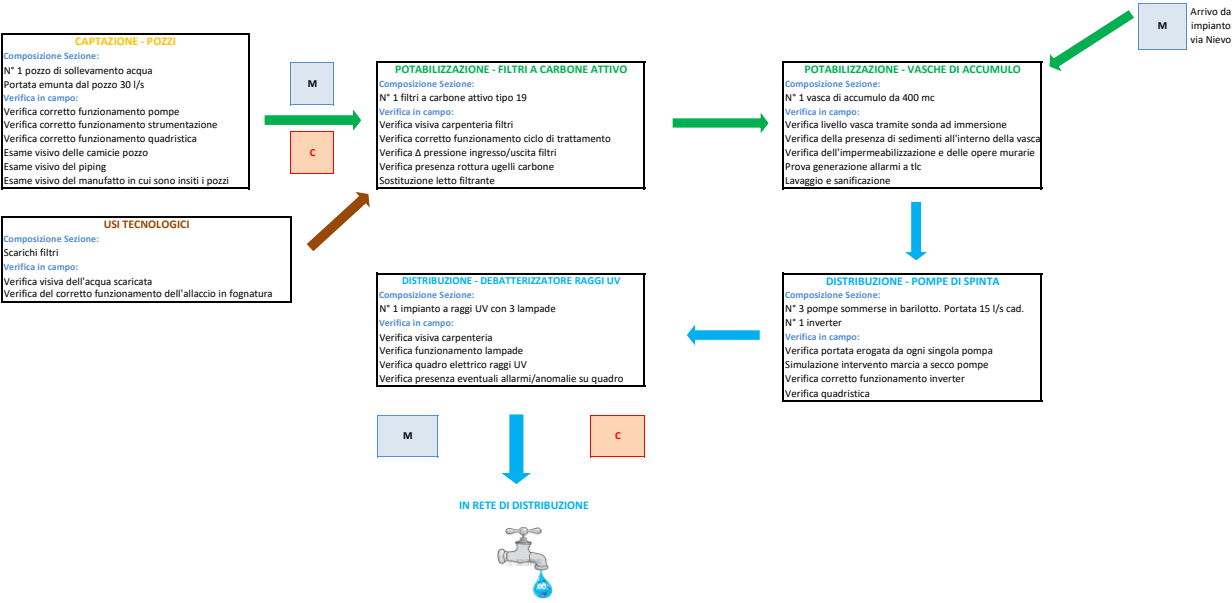 CAPTAZIONE - POZZI
Composizione Sezione:
N° 1 pozzo di sollevamento acqua
Portata emunta dal pozzo 30 l/s
Verifica in campo:
Verifica corretto funzionamento pompe
Verifica corretto funzionamento strumentazione
Verifica corretto funzionamento quadristica
Esame visivo delle camicie pozzo
Esame visivo del piping
Esame visivo del manufatto in cui sono insiti i pozzi
M
C
POTABILIZZAZIONE - FILTRI A CARBONE ATTIVO
Composizione Sezione:
N° 1 filtri a carbone attivo tipo 19
Verifica in campo:
Verifica visiva carpenteria filtri
Verifica corretto funzionamento ciclo di trattamento
Verifica Δ pressione ingresso/uscita filtri
Verifica presenza rottura ugelli carbone
Sostituzione letto filtrante
POTABILIZZAZIONE - VASCHE DI ACCUMULO
Composizione Sezione:
N° 1 vasca di accumulo da 400 mc
Verifica in campo:
Verifica livello vasca tramite sonda ad immersione
Verifica della presenza di sedimenti all'interno della vasca
Verifica dell'impermeabilizzazione e delle opere murarie
Prova generazione allarmi a tlc
Lavaggio e sanificazione
M
Arrivo da
impianto
via Nievo
USI TECNOLOGICI
Composizione Sezione:
Scarichi filtri
Verifica in campo:
Verifica visiva dell'acqua scaricata
Verifica del corretto funzionamento dell'allaccio in fognatura
DISTRIBUZIONE - DEBATTERIZZATORE RAGGI UV
Composizione Sezione:
N° 1 impianto a raggi UV con 3 lampade
Verifica in campo:
Verifica visiva carpenteria
Verifica funzionamento lampade
Verifica quadro elettrico raggi UV
Verifica presenza eventuali allarmi/anomalie su quadro
DISTRIBUZIONE - POMPE DI SPINTA
Composizione Sezione:
N° 3 pompe sommerse in barilotto. Portata 15 l/s cad.
N° 1 inverter
Verifica in campo:
Verifica portata erogata da ogni singola pompa
Simulazione intervento marcia a secco pompe
Verifica corretto funzionamento inverter
Verifica quadristica
M
C
IN RETE DI DISTRIBUZIONE